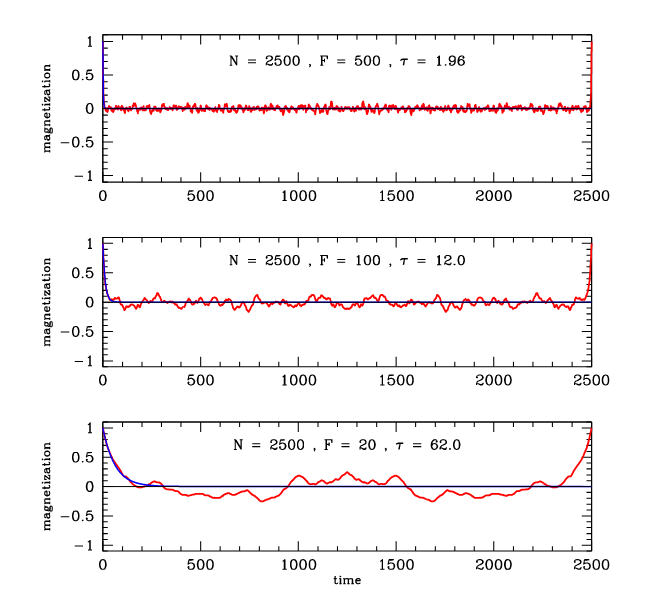 1
0.5
0
−0.5
−1
magnetization
N = 2500 , F = 500 , τ = 1.96
0 500 1000 1500 2000 2500
1
0.5
0
−0.5
−1
magnetization
N = 2500 , F = 100 , τ = 12.0
0 500 1000 1500 2000 2500
1
0.5
0
−0.5
−1
magnetization
N = 2500 , F = 20 , τ = 62.0
0 500 1000 1500 2000 2500
time